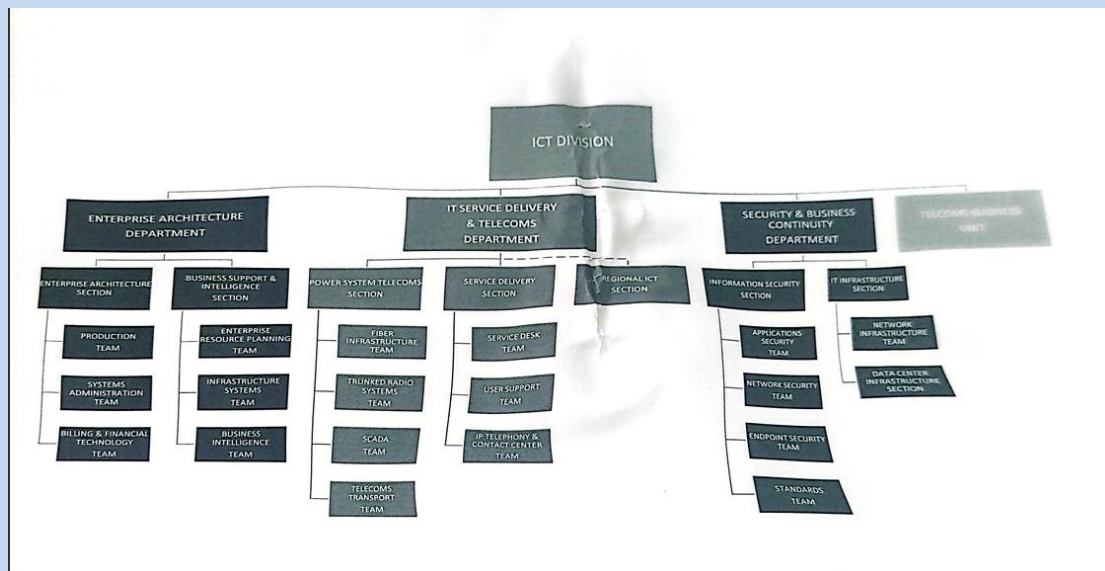 ICT DIVISION
ENTERPRISE ARCHITECTURE
DEPARTMENT
IT SERVICE DELIVERY
& TELECOMS
DEPARTMENT
SECURITY & BUSINESS
CONTINUITY
DEPARTMENT
TELECOMS BUSINESS
UNIT
ENTERPRISE ARCHITECTURE
SECTION
BUSINESS SUPPORT &
INTELLIGENCE
SECTION
POWER SYSTEM TELECOMS
SECTION
SERVICE DELIVERY
SECTION
REGIONAL ICT
SECTION
INFORMATION SECURITY
SECTION
IT INFRASTRUCTURE
SECTION
PRODUCTION
TEAM
SYSTEMS
ADMINISTRATION
TEAM
BILLING & FINANCIAL
TECHNOLOGY
TEAM
ENTERPRISE
RESOURCE PLANNING
TEAM
INFRASTRUCTURE
SYSTEMS
TEAM
BUSINESS
INTELLIGENCE
TEAM
FIBER
INFRASTRUCTURE
TEAM
TRUNKED RADIO
SYSTEMS
TEAM
SCADA
TEAM
TELECOMS
TRANSPORT
TEAM
SERVICE DESK
TEAM
USER SUPPORT
TEAM
IP TELEPHONY &
CONTACT CENTER
TEAM
APPLICATIONS
SECURITY
TEAM
NETWORK SECURITY
TEAM
ENDPOINT SECURITY
TEAM
STANDARDS
TEAM
NETWORK
INFRASTRUCTURE
TEAM
DATA CENTER
INFRASTRUCTURE
SECTION